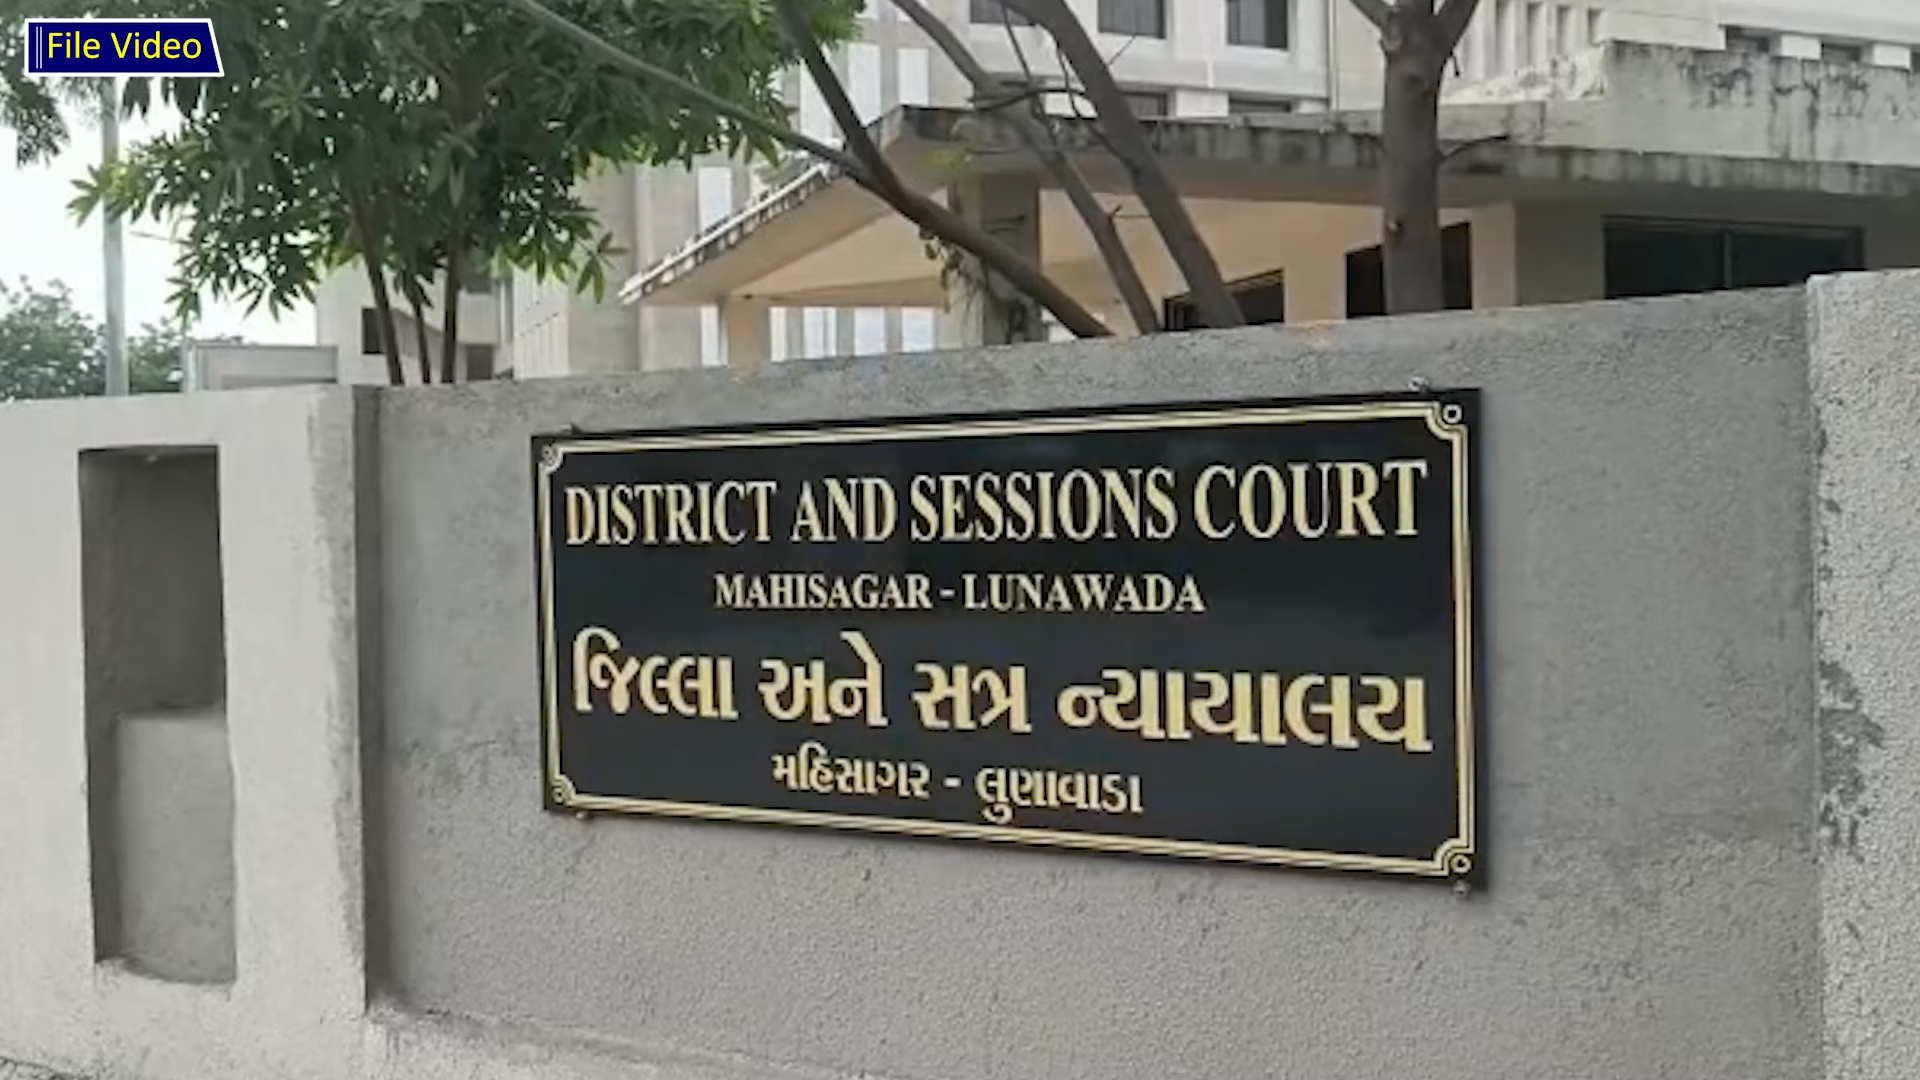 File Video
DISTRICT AND SESSIONS COURT
MAHISAGAR - LUNAWADA
જિલ્લા અને સત્ર ન્યાયાલય
મહિસાગર - લુણાવાડા